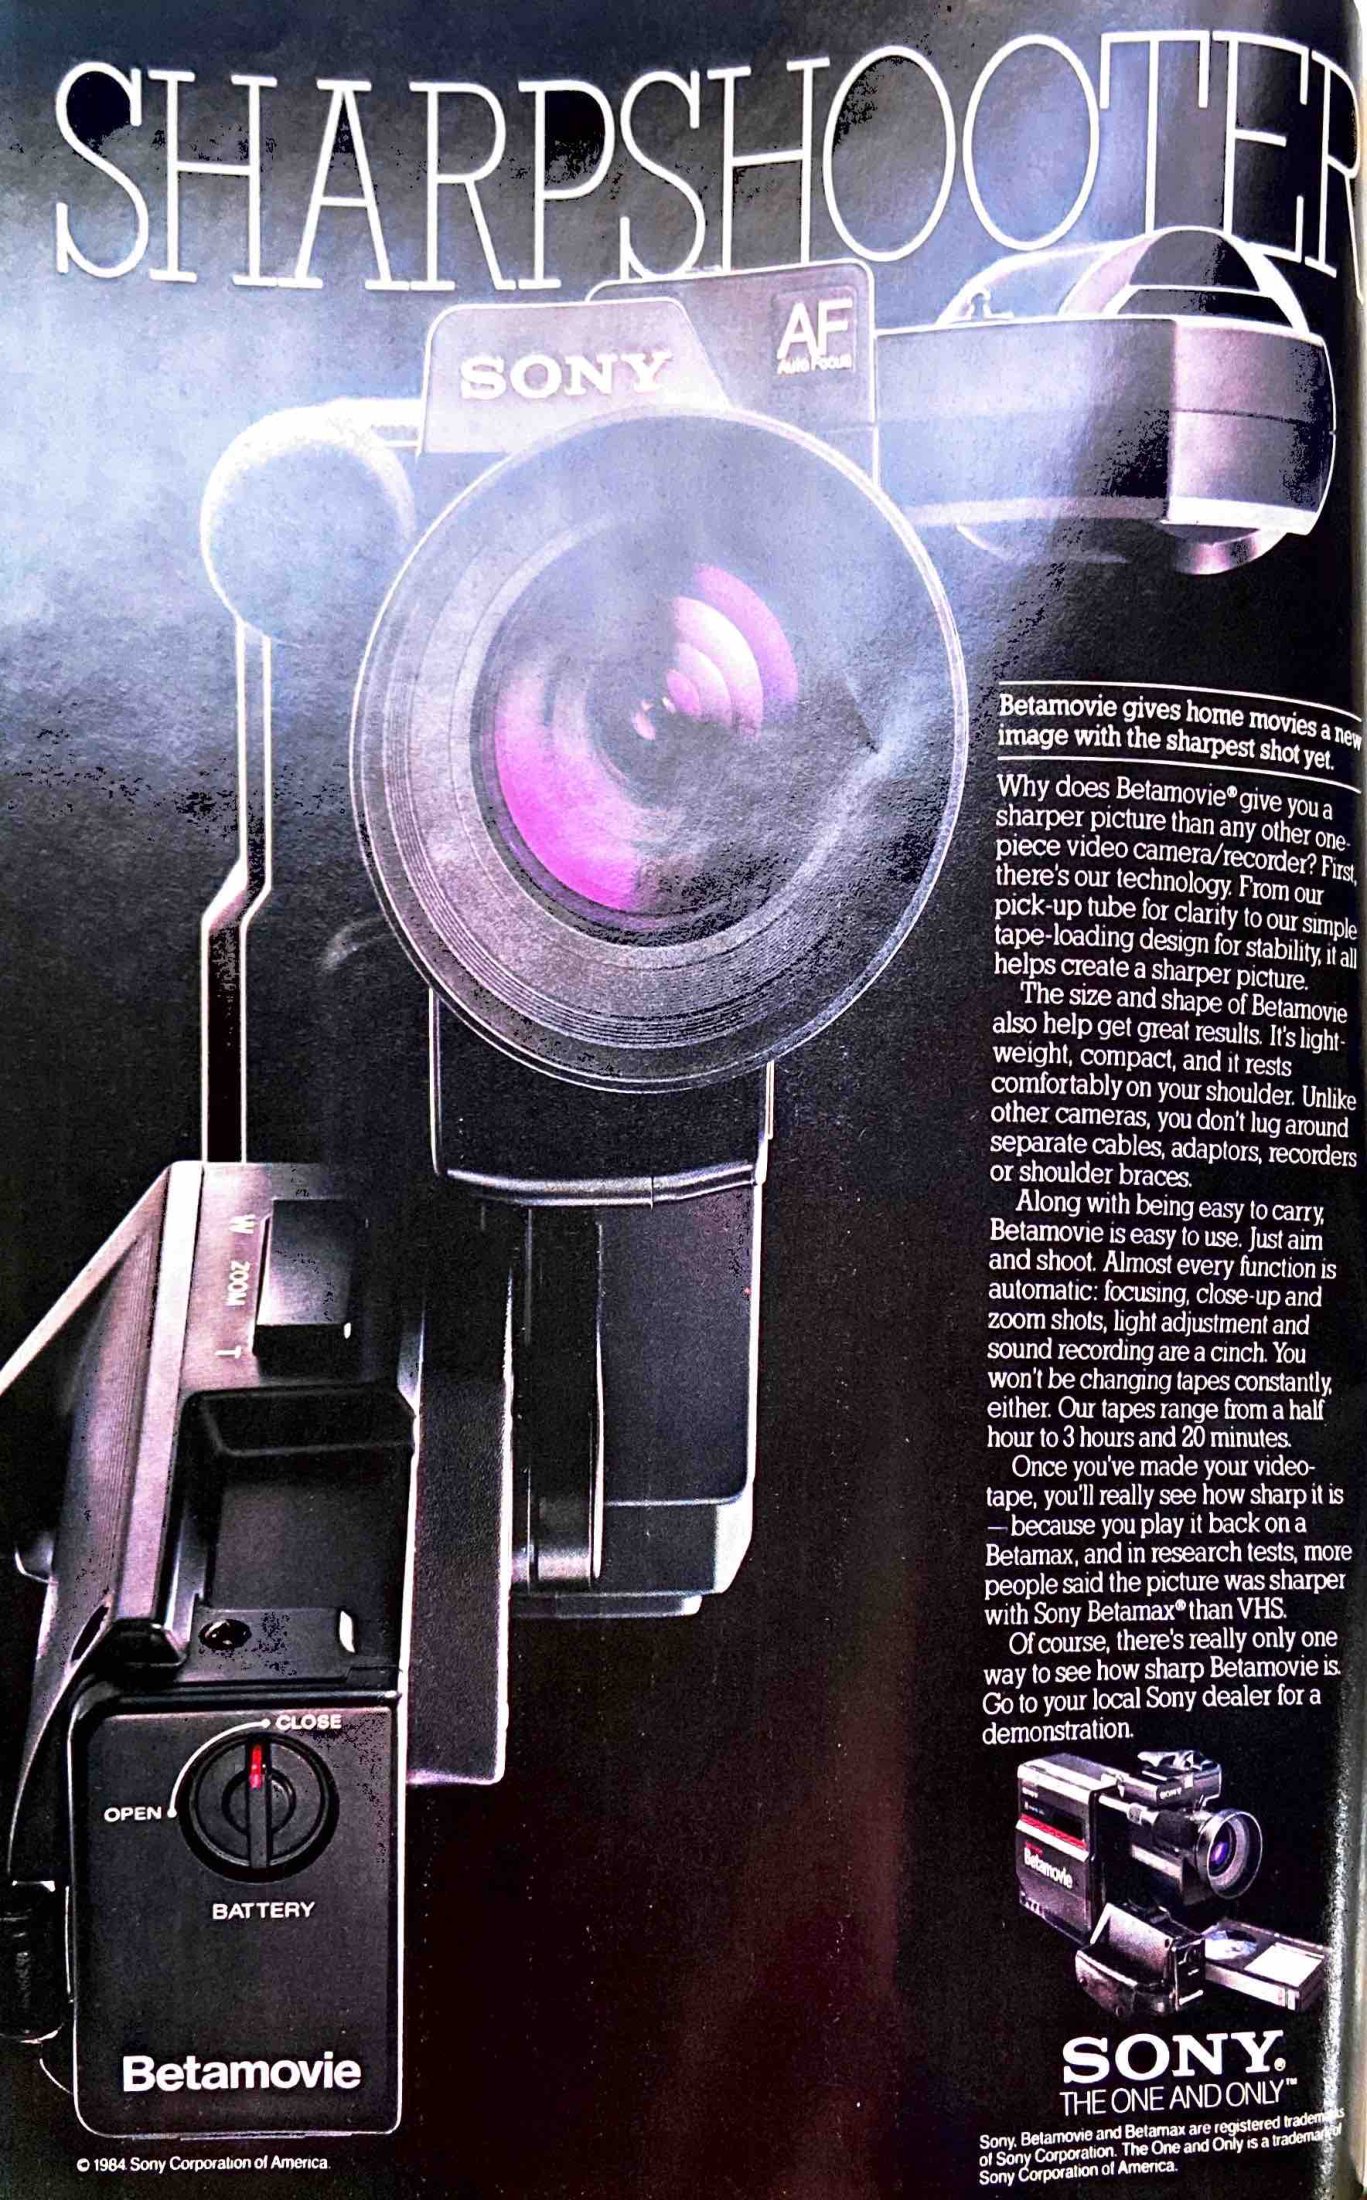 SHARPSHOOTER
SONY
AF
Auto Focus
Betamovie gives home movies a new
image with the sharpest shot yet.
Why does Betamovie® give you a
sharper picture than any other one-
piece video camera/recorder? First,
there's our technology. From our
pick-up tube for clarity to our simple
tape-loading design for stability, it all
helps create a sharper picture.
The size and shape of Betamovie
also help get great results. It's light-
weight, compact, and it rests
comfortably on your shoulder. Unlike
other cameras, you don't lug around
separate cables, adaptors, recorders
or shoulder braces.
Along with being easy to carry,
Betamovie is easy to use. Just aim
and shoot. Almost every function is
automatic: focusing, close-up and
zoom shots, light adjustment and
sound recording are a cinch. You
won't be changing tapes constantly,
either. Our tapes range from a half
hour to 3 hours and 20 minutes.
Once you've made your video-
tape, you'll really see how sharp it is
—because you play it back on a
Betamax, and in research tests, more
people said the picture was sharper
with Sony Betamax® than VHS.
Of course, there's really only one
way to see how sharp Betamovie is.
Go to your local Sony dealer for a
demonstration.
W ZOOM T
CLOSE
OPEN
BATTERY
Betamovie
SONY
Betamovie
SONY®
THE ONE AND ONLY™
Sony, Betamovie and Betamax are registered trademarks
of Sony Corporation. The One and Only is a trademark of
Sony Corporation of America.
© 1984 Sony Corporation of America.